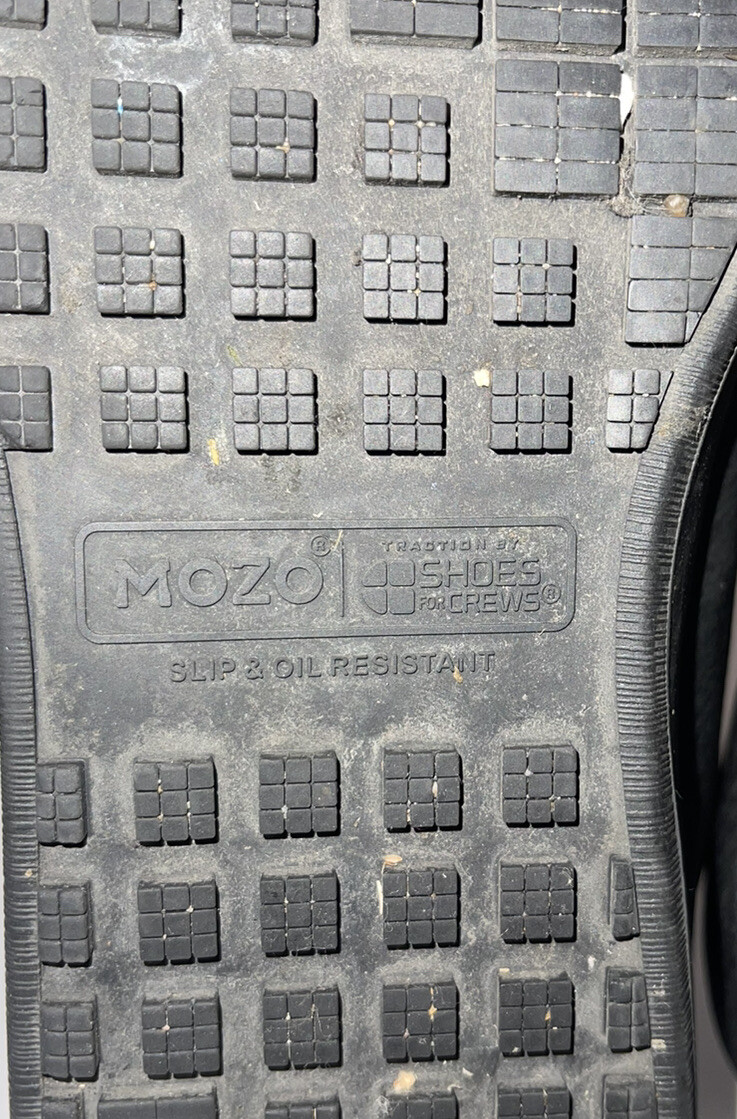 MOZO®
TRACTION BY
SHOES
FOR CREWS®
SLIP & OIL RESISTANT